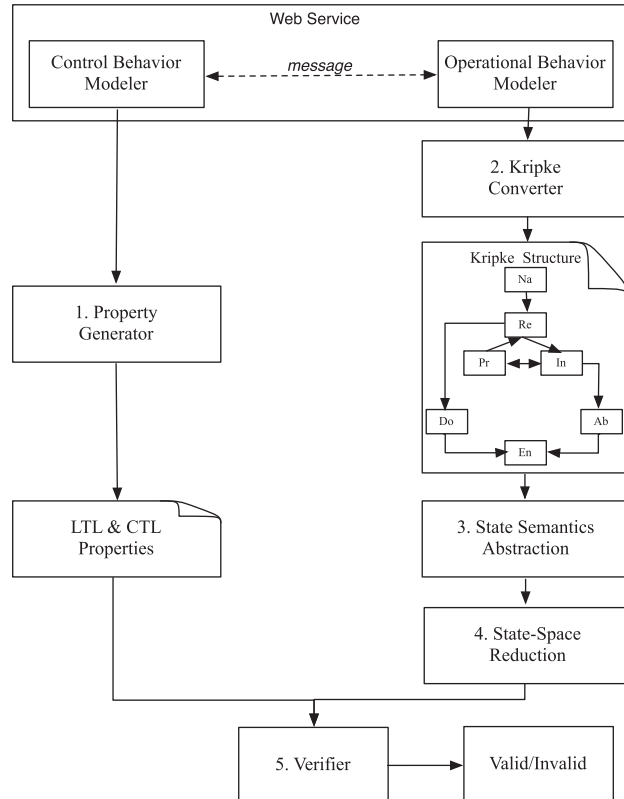 Web Service
Control Behavior
Modeler
message
Operational Behavior
Modeler
2. Kripke
Converter
Kripke Structure
Na
Re
Pr
In
Do
Ab
En
1. Property
Generator
LTL & CTL
Properties
3. State Semantics
Abstraction
4. State-Space
Reduction
5. Verifier
Valid/Invalid